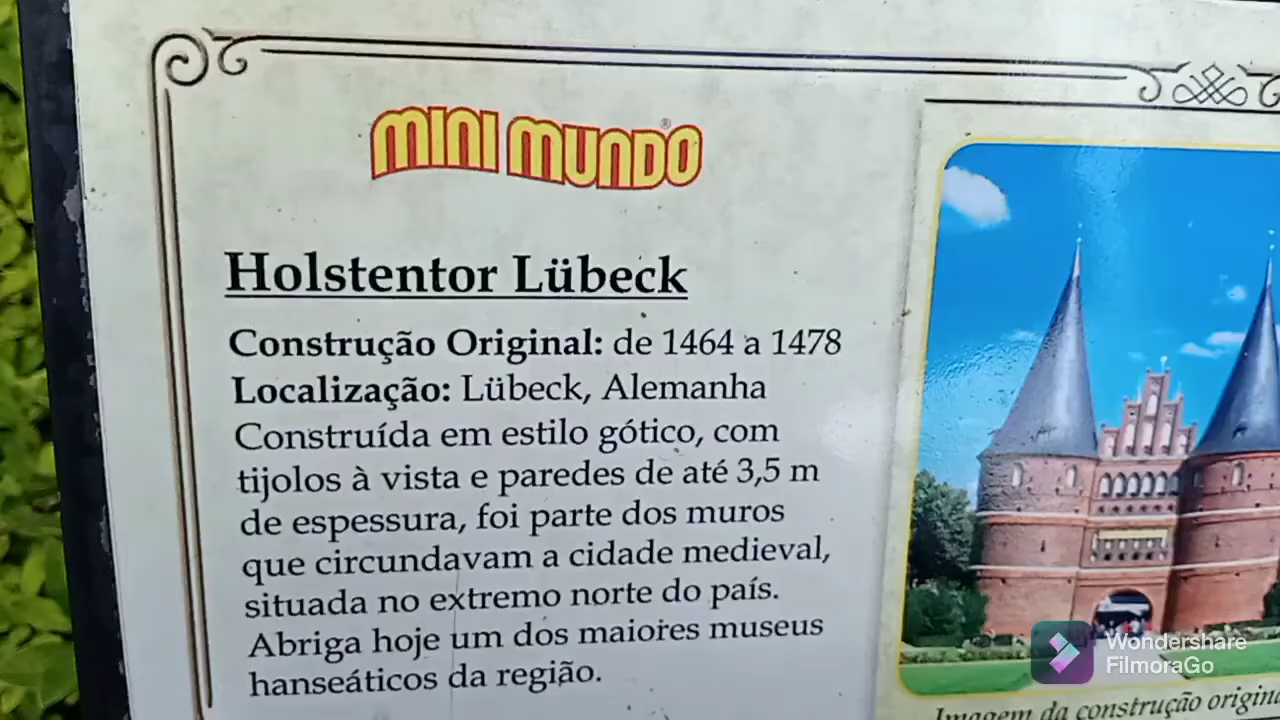 MINI MUNDO®
Holstentor Lübeck
Construção Original: de 1464 a 1478
Localização: Lübeck, Alemanha
Construída em estilo gótico, com
tijolos à vista e paredes de até 3,5 m
de espessura, foi parte dos muros
que circundavam a cidade medieval,
situada no extremo norte do país.
Abriga hoje um dos maiores museus
hanseáticos da região.
Imagem da construção
Wondershare
FilmoraGo